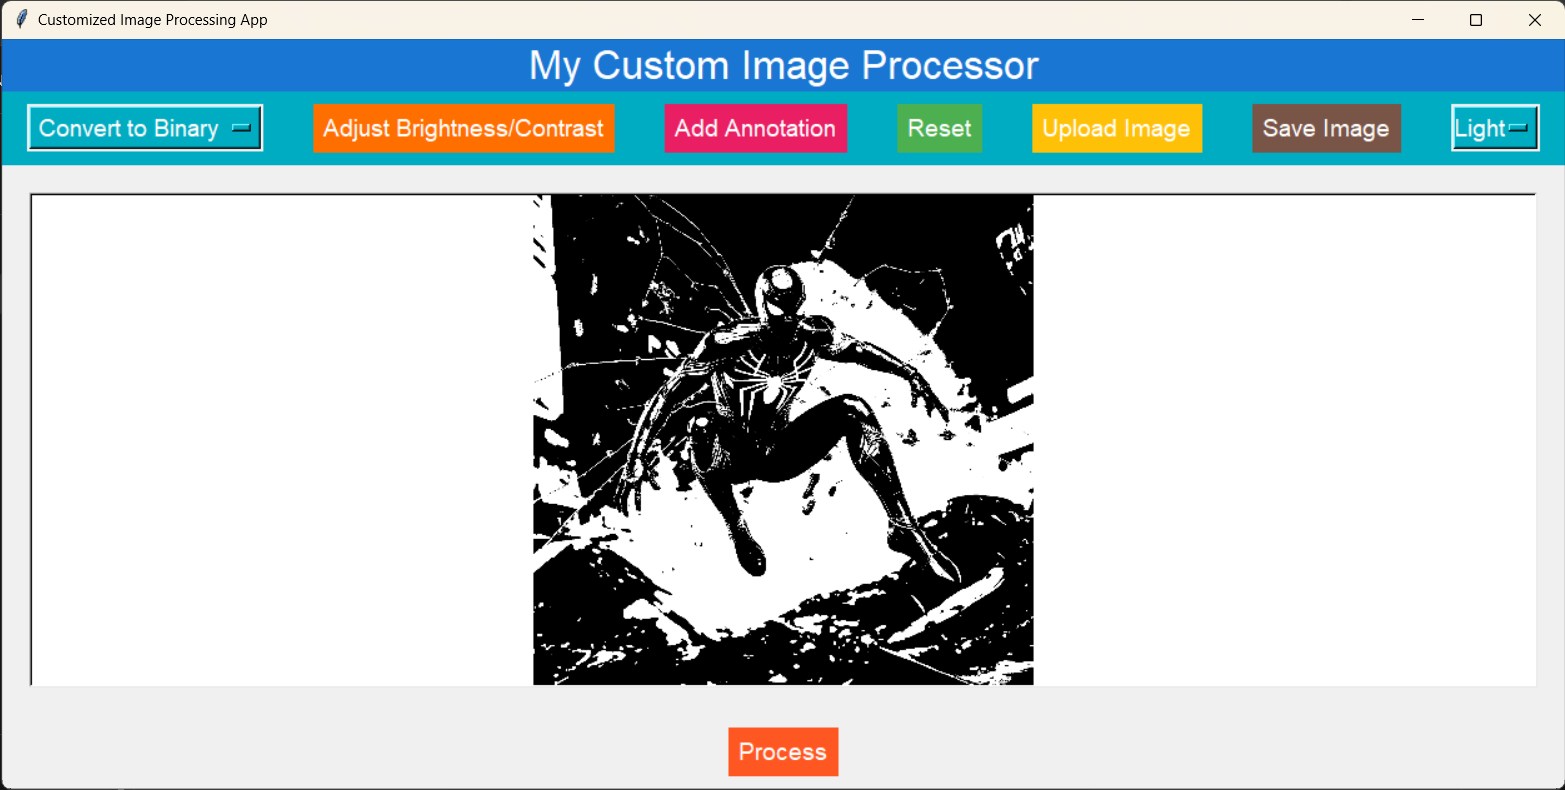 Customized Image Processing App
My Custom Image Processor
Convert to Binary Adjust Brightness/Contrast Add Annotation Reset Upload Image Save Image Light
Process